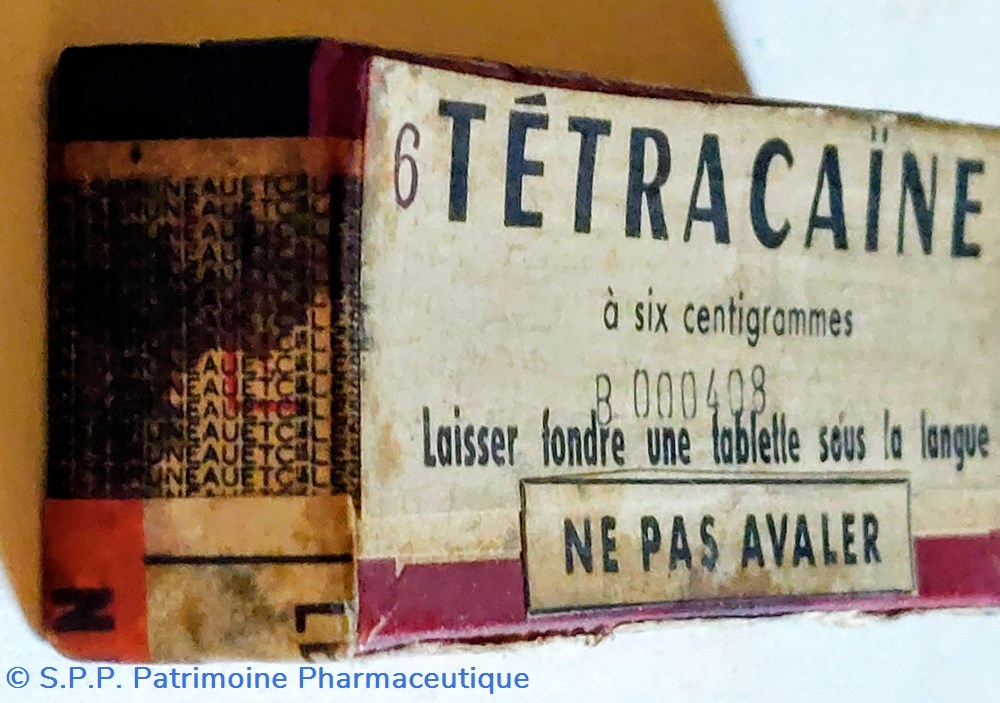 6 TÉTRACAÏNE
à six centigrammes
B 000408
Laisser fondre une tablette sous la langue
NE PAS AVALER
N
© S.P.P. Patrimoine Pharmaceutique